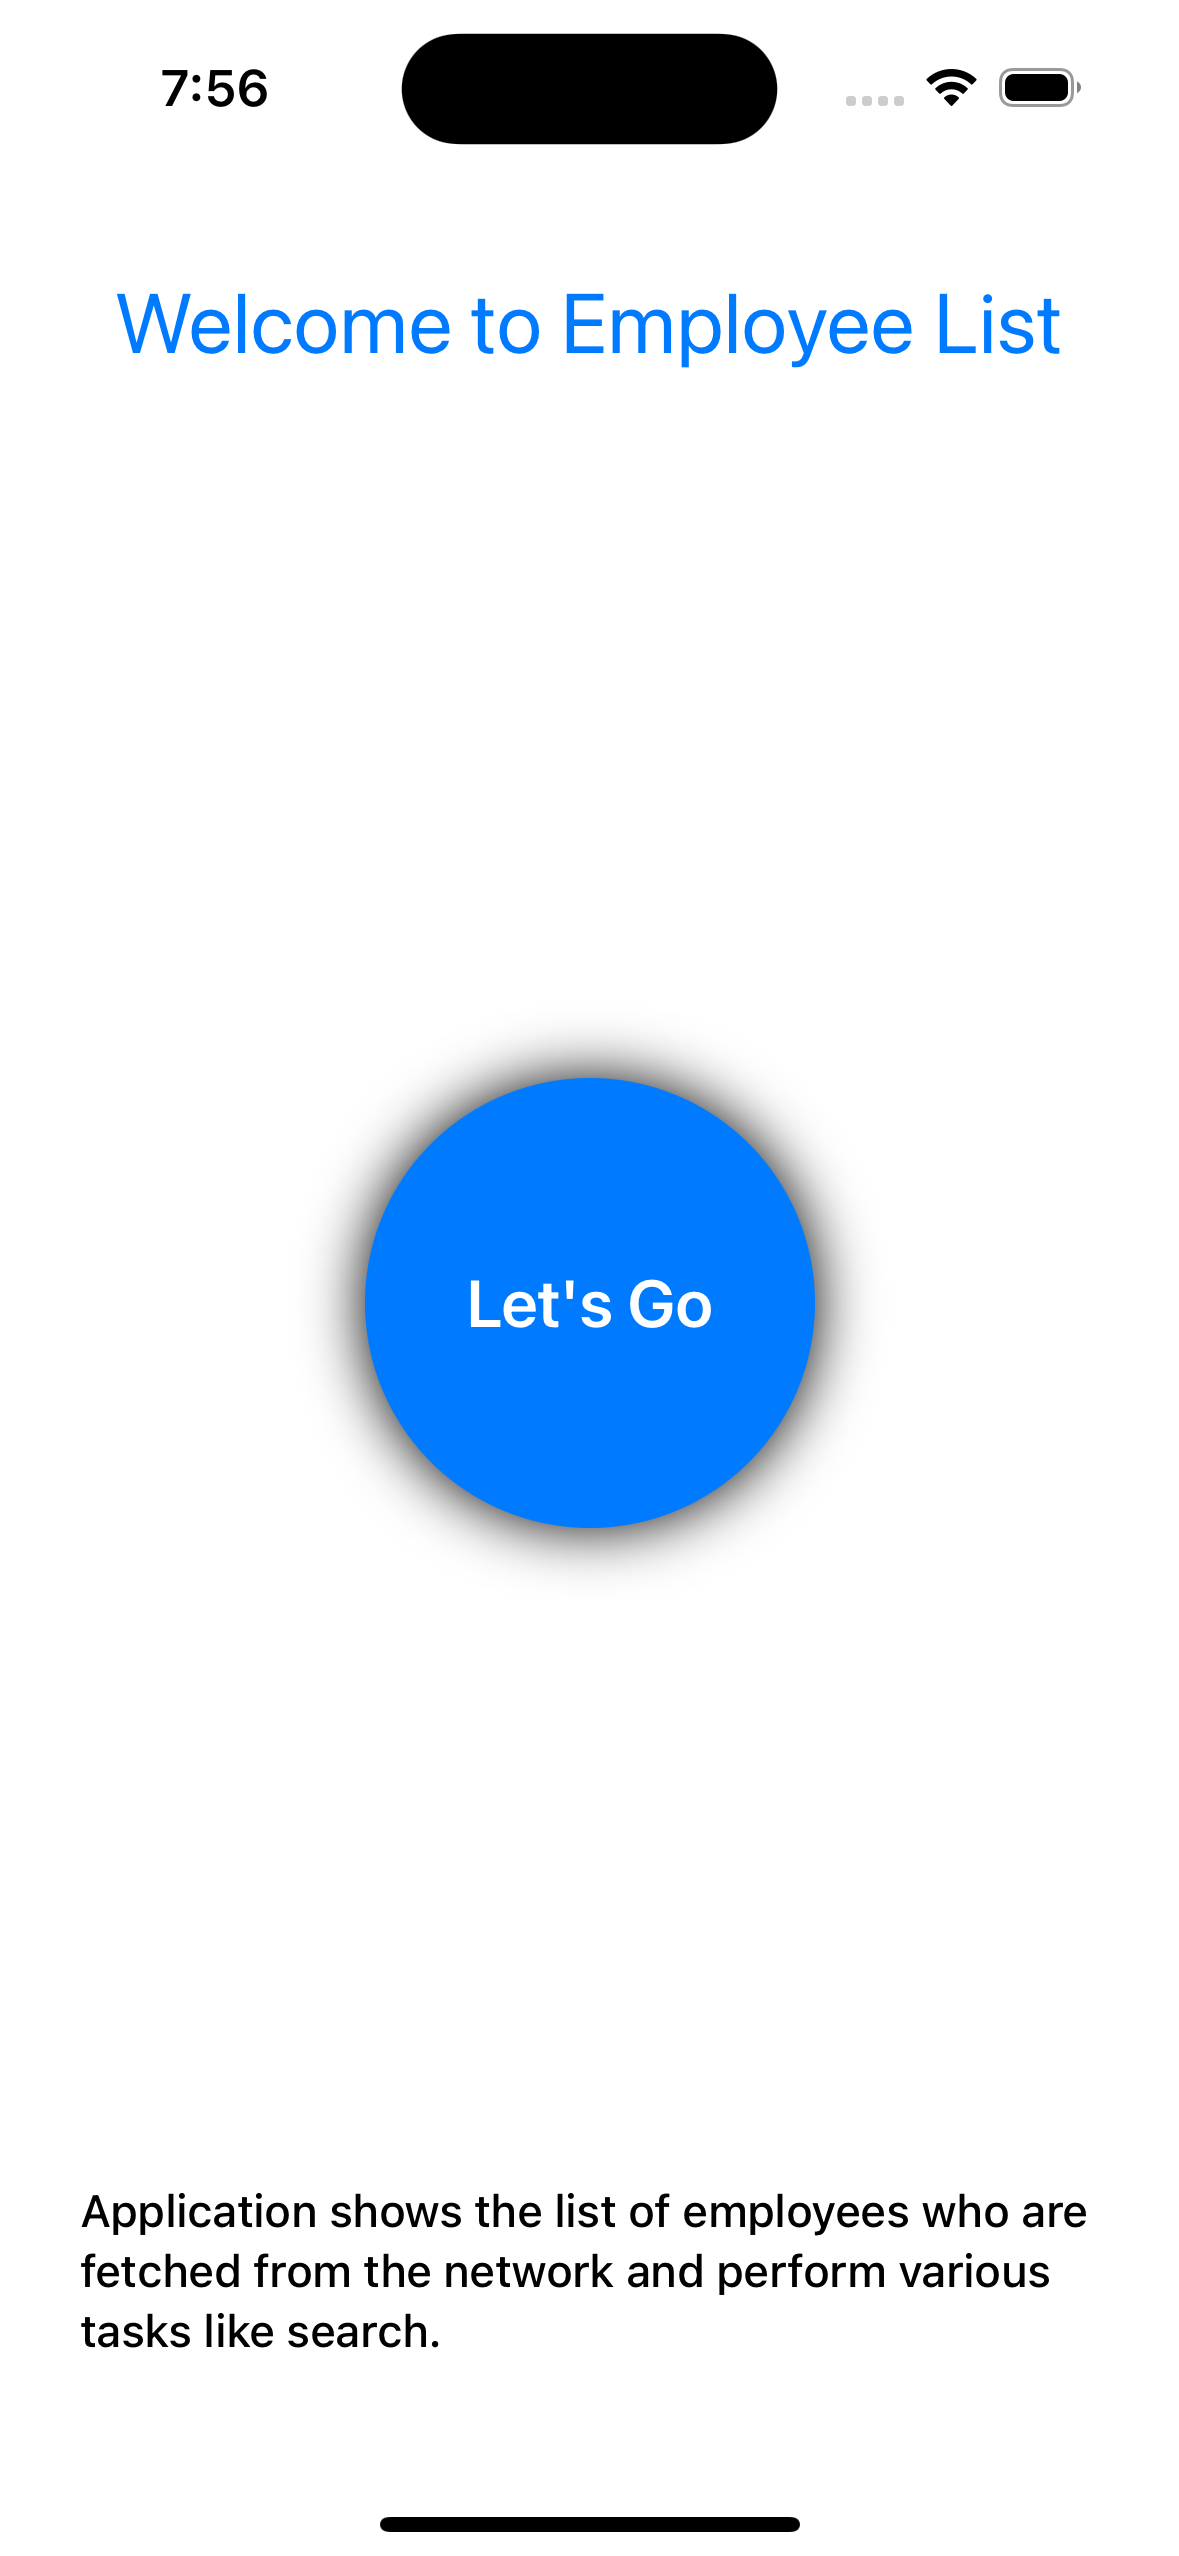 7:56
Welcome to Employee List
Let's Go
Application shows the list of employees who are
fetched from the network and perform various
tasks like search.